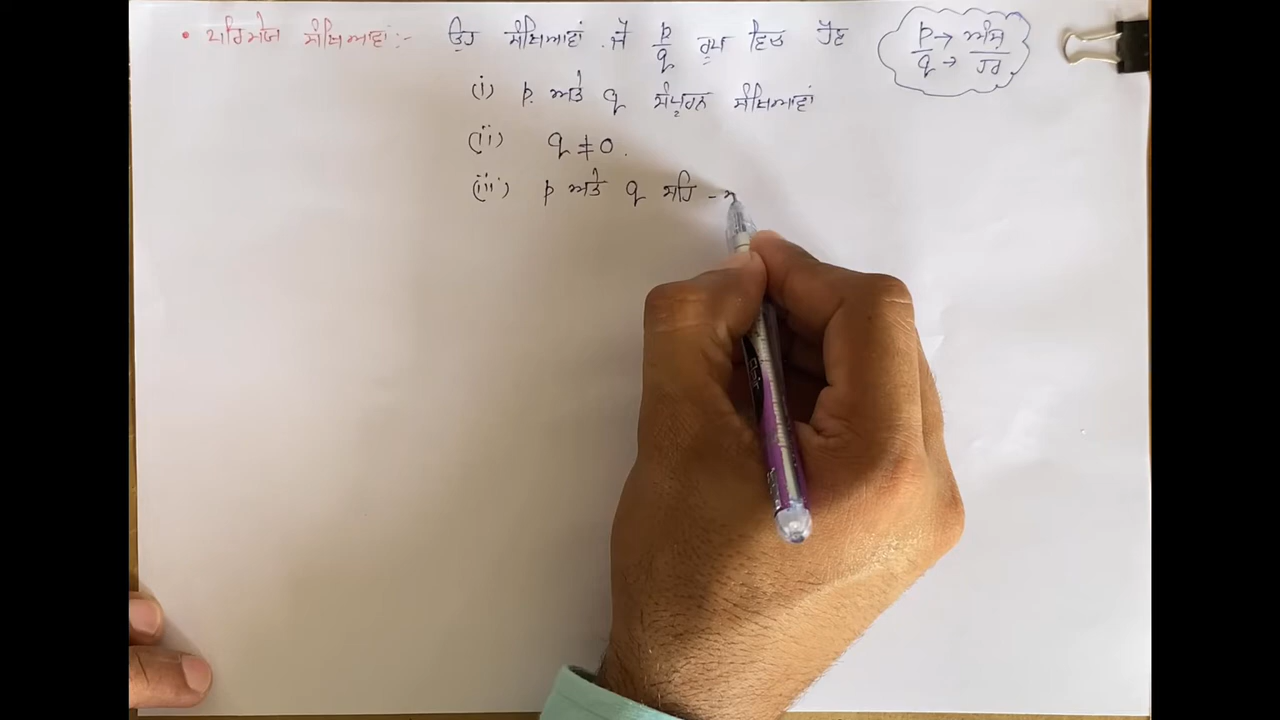 • ਪਰਿਮੇਯ ਸੰਖਿਆਵਾਂ :- ਉਹ ਸੰਖਿਆਵਾਂ ਜੋ p/q ਰੂਪ ਵਿਚ ਹੋਣ
p → ਅੰਸ਼
q → ਹਰ
(i) p ਅਤੇ q ਸੰਪੂਰਨ ਸੰਖਿਆਵਾਂ
(ii) q ≠ 0.
(iii) p ਅਤੇ q ਸਹਿ -